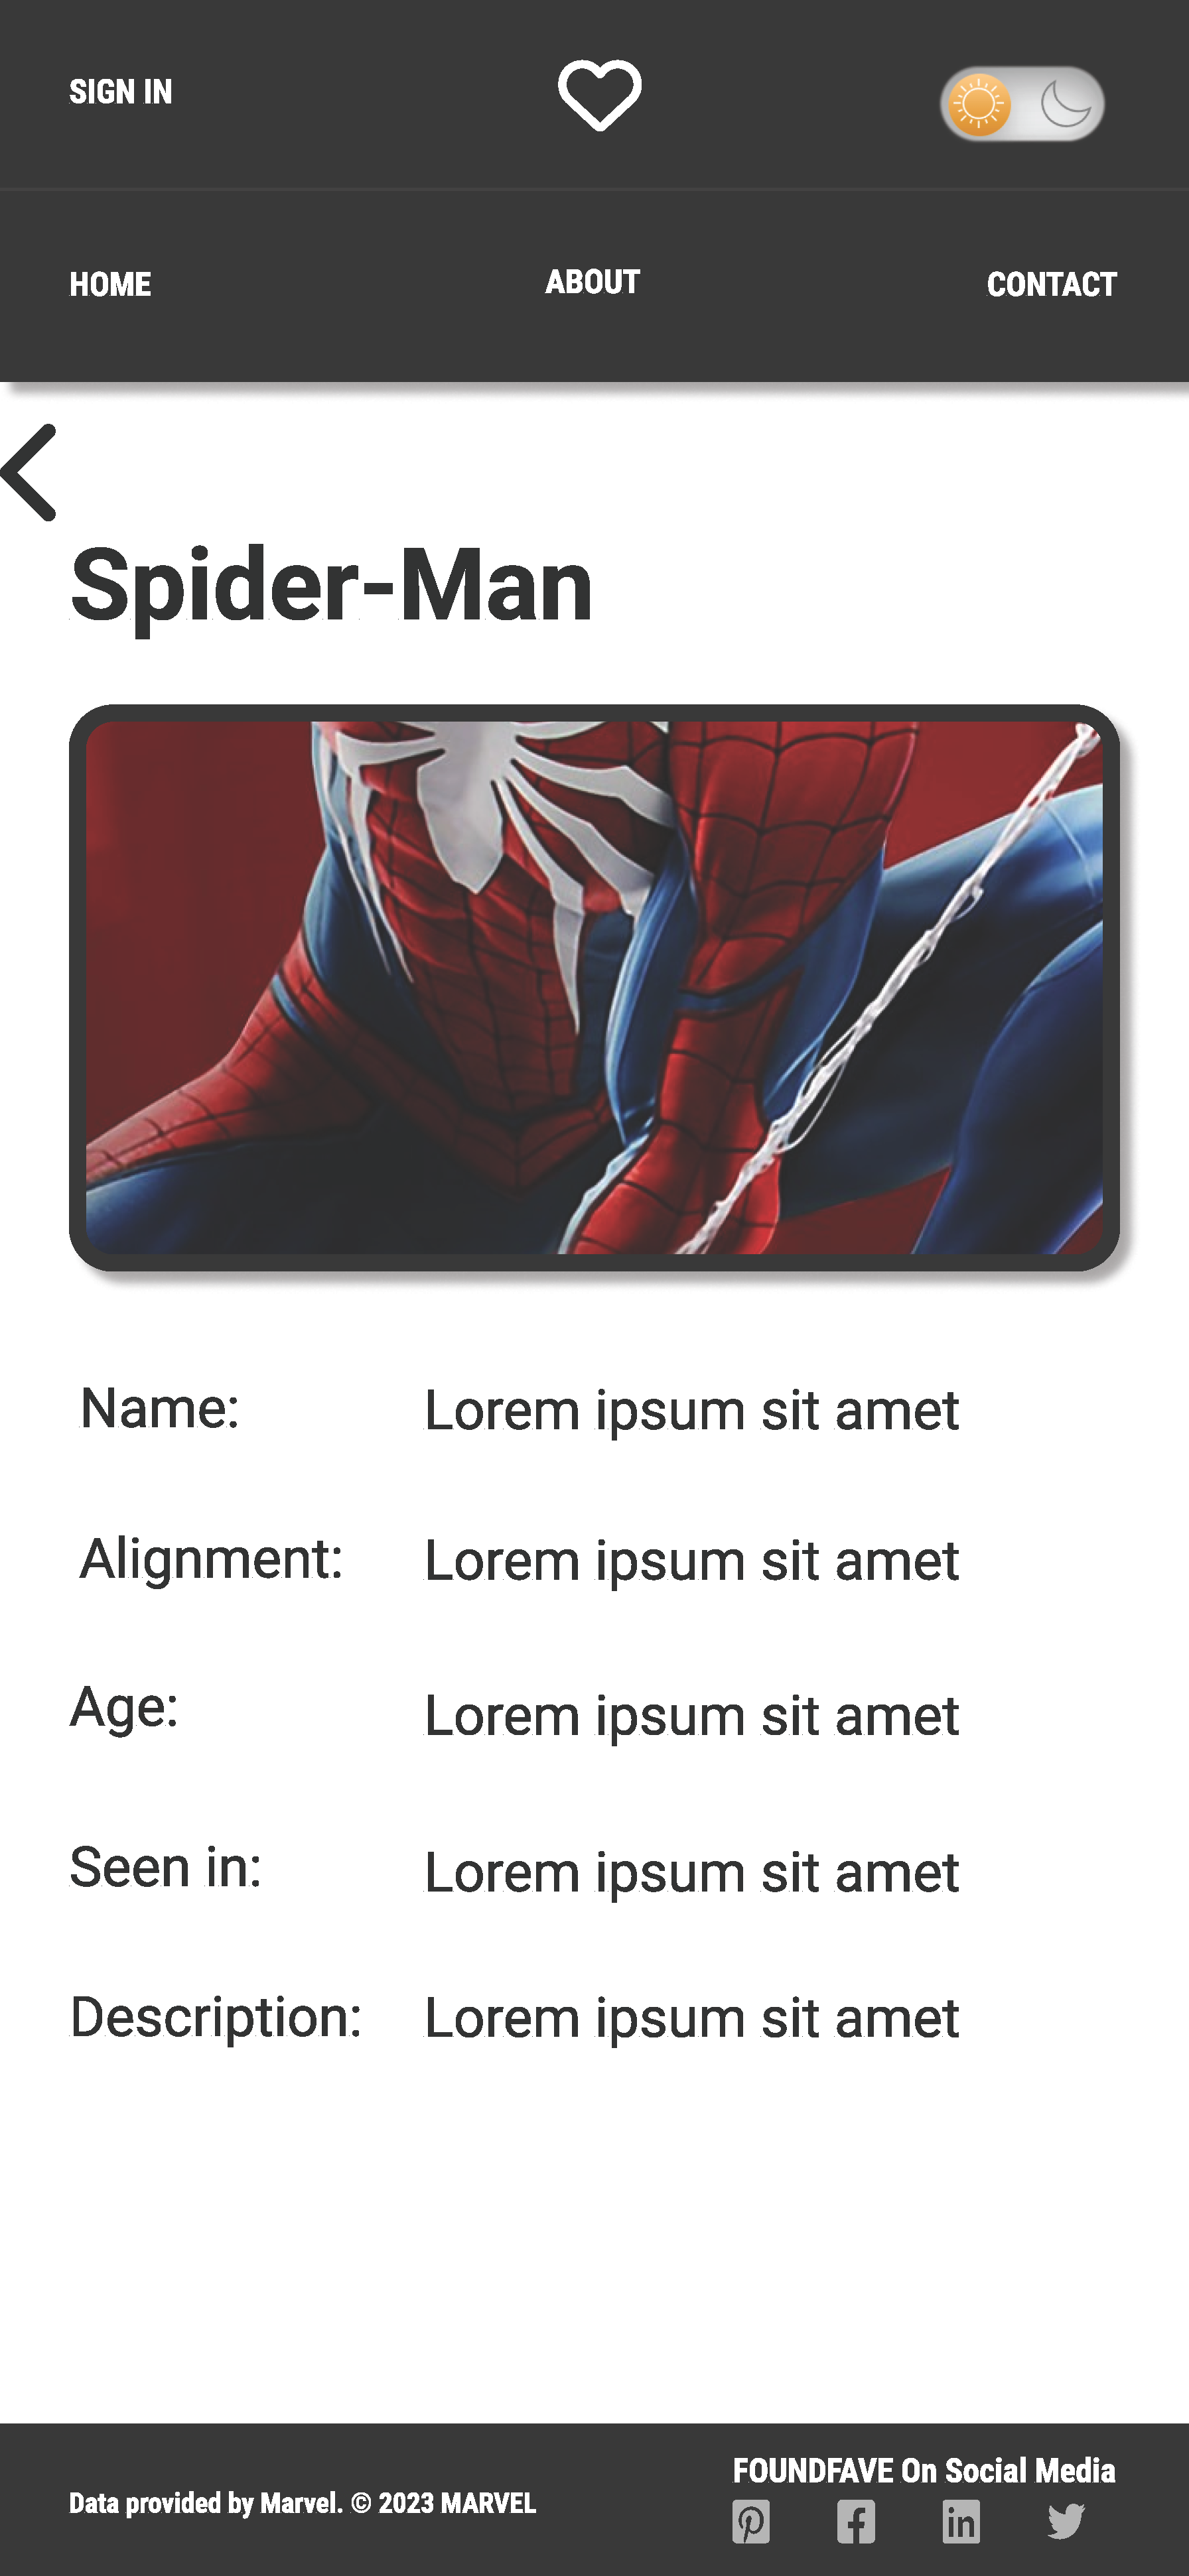 SIGN IN
HOME ABOUT CONTACT
Spider-Man
Name: Lorem ipsum sit amet
Alignment: Lorem ipsum sit amet
Age: Lorem ipsum sit amet
Seen in: Lorem ipsum sit amet
Description: Lorem ipsum sit amet
FOUNDFAVE On Social Media
Data provided by Marvel. © 2023 MARVEL